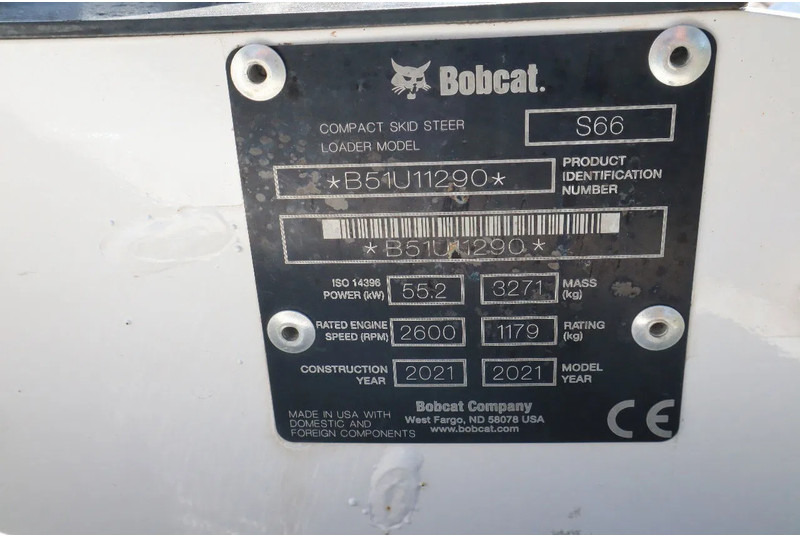 Bobcat.
COMPACT SKID STEER
LOADER MODEL
S66
*B51U11290*
PRODUCT
IDENTIFICATION
NUMBER
*B51U11290*
ISO 14396
POWER (kW)
55.2
3271
MASS
(kg)
RATED ENGINE
SPEED (RPM)
2600
1179
RATING
(kg)
CONSTRUCTION
YEAR
2021
2021
MODEL
YEAR
MADE IN USA WITH
DOMESTIC AND
FOREIGN COMPONENTS
Bobcat Company
West Fargo, ND 58078 USA
www.bobcat.com
CE